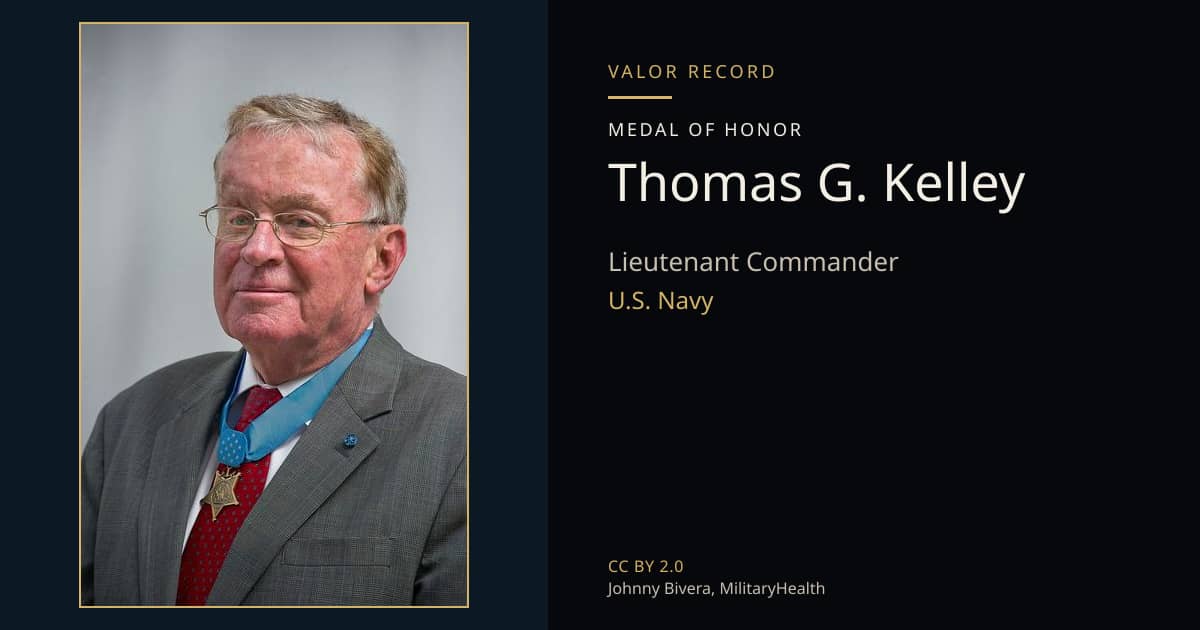 VALOR RECORD
MEDAL OF HONOR
Thomas G. Kelley
Lieutenant Commander
U.S. Navy
CC BY 2.0
Johnny Bivera, MilitaryHealth